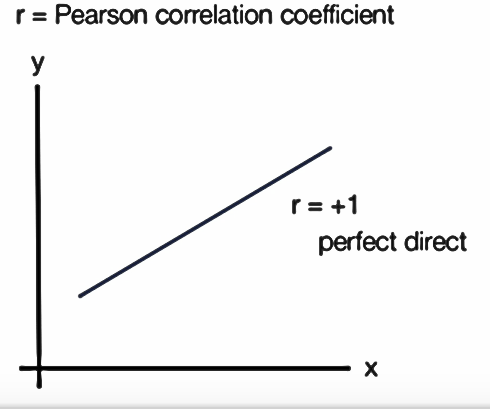 r = Pearson correlation coefficient
y
r = +1
perfect direct
x